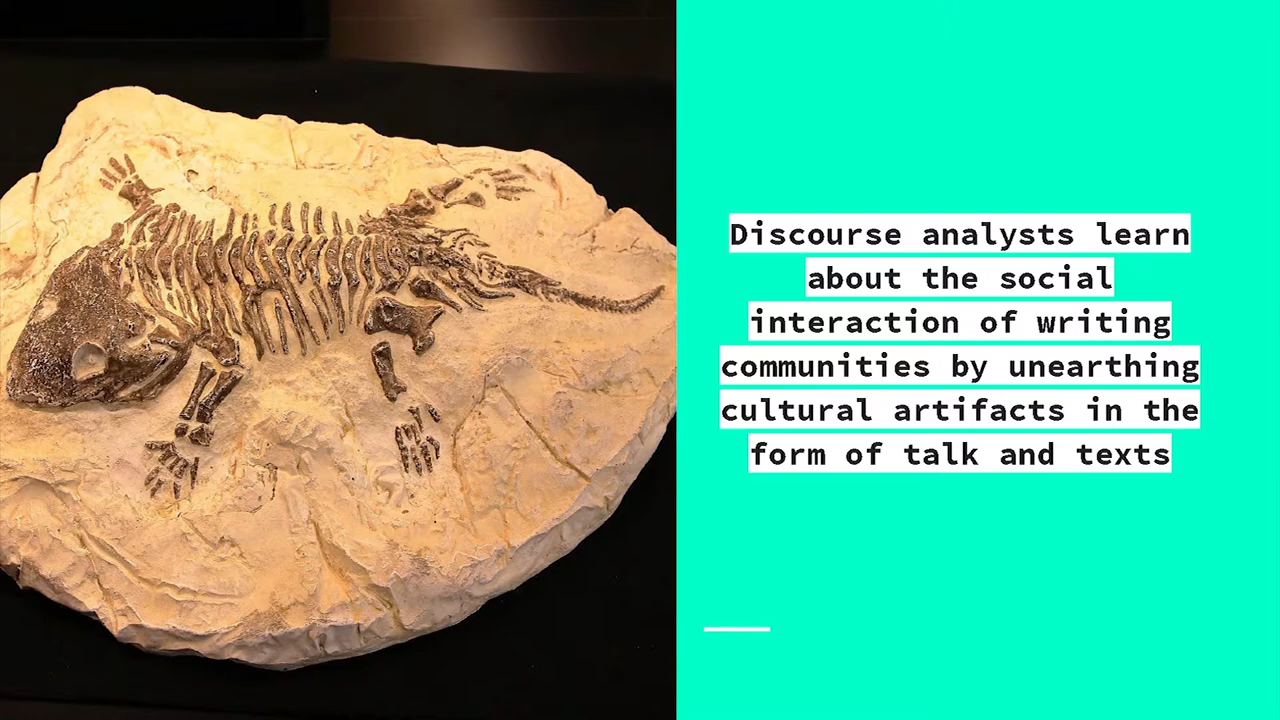 Discourse analysts learn
about the social
interaction of writing
communities by unearthing
cultural artifacts in the
form of talk and texts